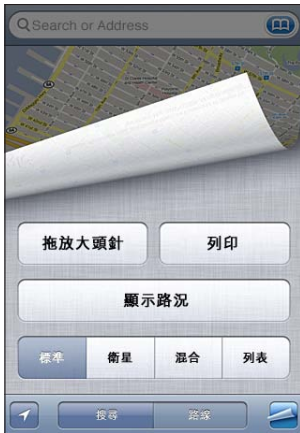 Search or Address
拖放大頭針
列印
顯示路況
標準
衛星
混合
列表
搜尋
路線